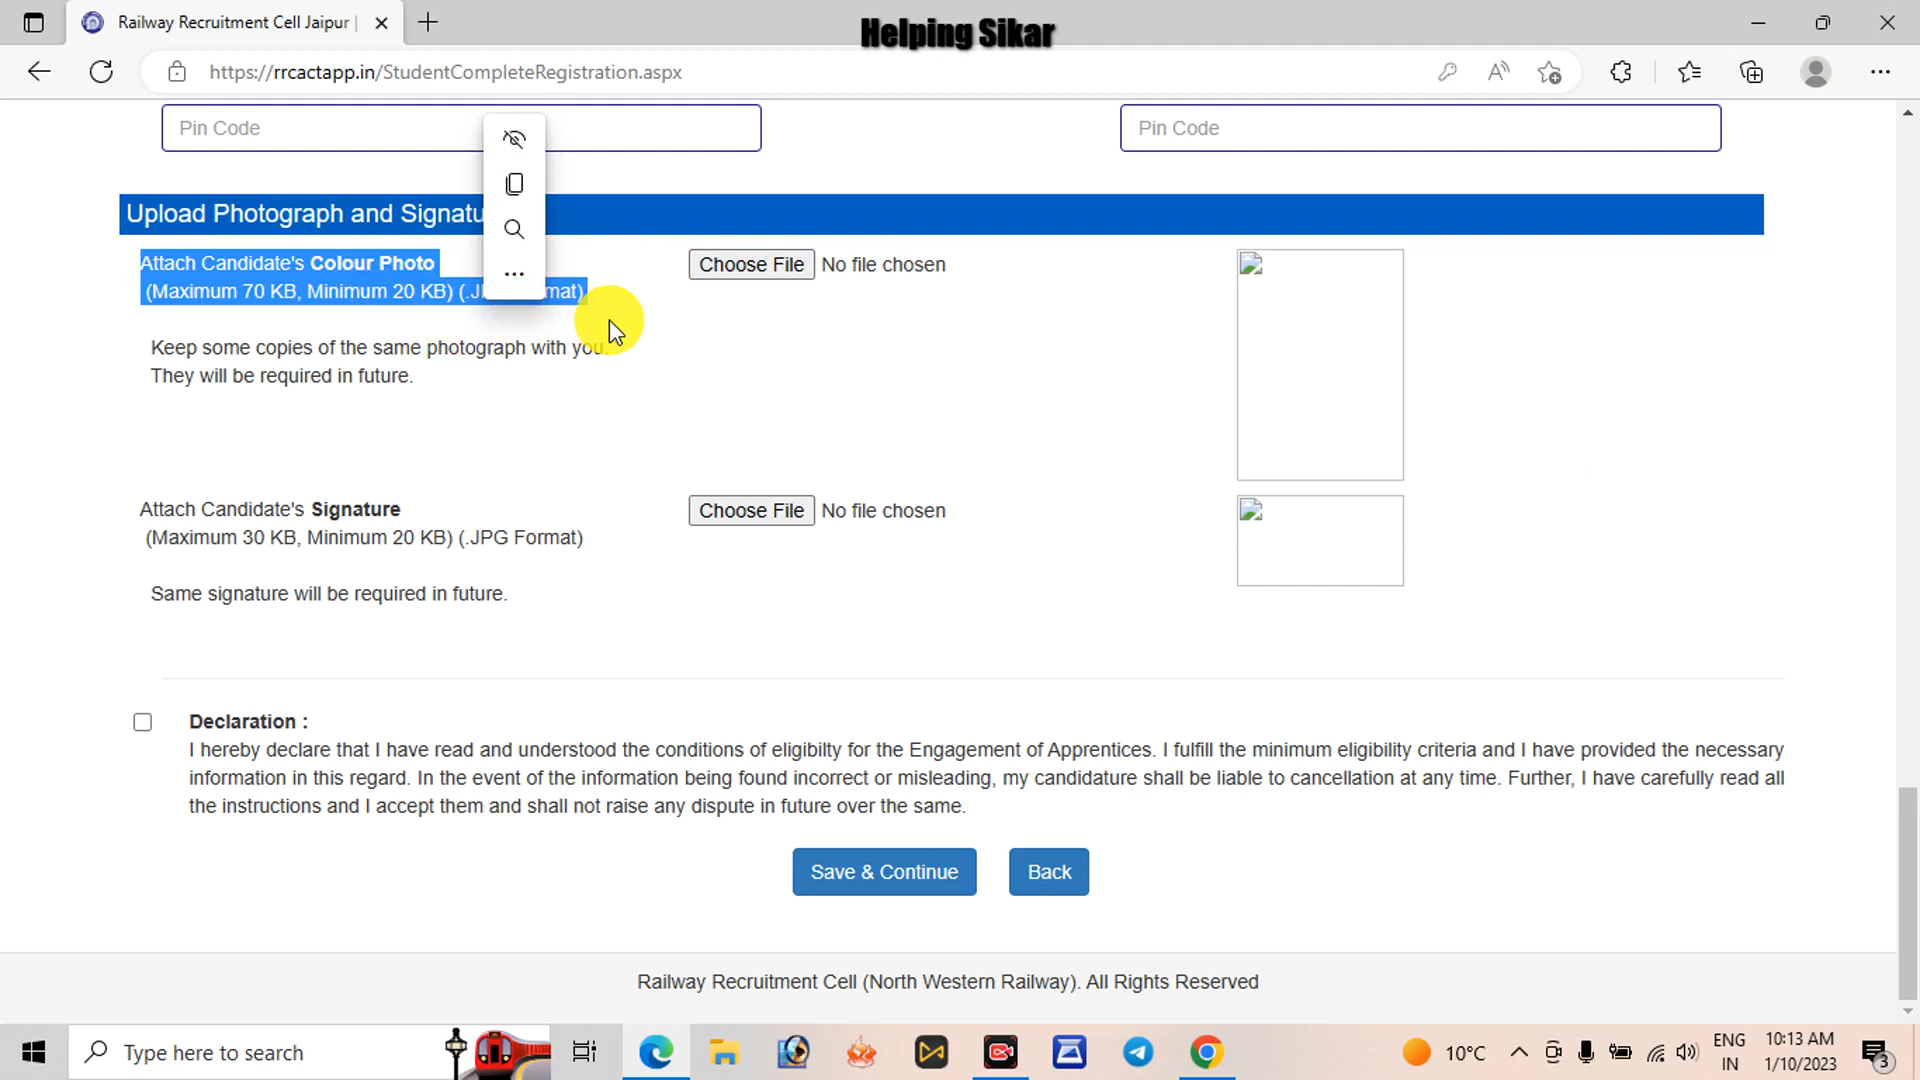 Railway Recruitment Cell Jaipur |
Helping Sikar
https://rrcactapp.in/StudentCompleteRegistration.aspx
Pin Code
Pin Code
Upload Photograph and Signatu
Attach Candidate's Colour Photo
(Maximum 70 KB, Minimum 20 KB) (.J mat)
Choose File No file chosen
Keep some copies of the same photograph with you.
They will be required in future.
Attach Candidate's Signature
(Maximum 30 KB, Minimum 20 KB) (.JPG Format)
Choose File No file chosen
Same signature will be required in future.
Declaration :
I hereby declare that I have read and understood the conditions of eligibilty for the Engagement of Apprentices. I fulfill the minimum eligibility criteria and I have provided the necessary
information in this regard. In the event of the information being found incorrect or misleading, my candidature shall be liable to cancellation at any time. Further, I have carefully read all
the instructions and I accept them and shall not raise any dispute in future over the same.
Save & Continue
Back
Railway Recruitment Cell (North Western Railway). All Rights Reserved
Type here to search
10°C
ENG
IN
10:13 AM
1/10/2023
3